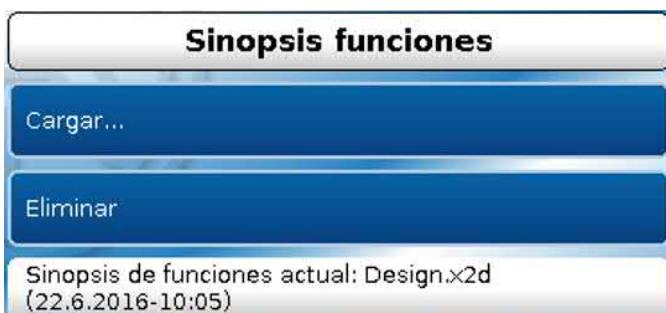 Sinopsis funciones
Cargar...
Eliminar
Sinopsis de funciones actual: Design.x2d
(22.6.2016-10:05)